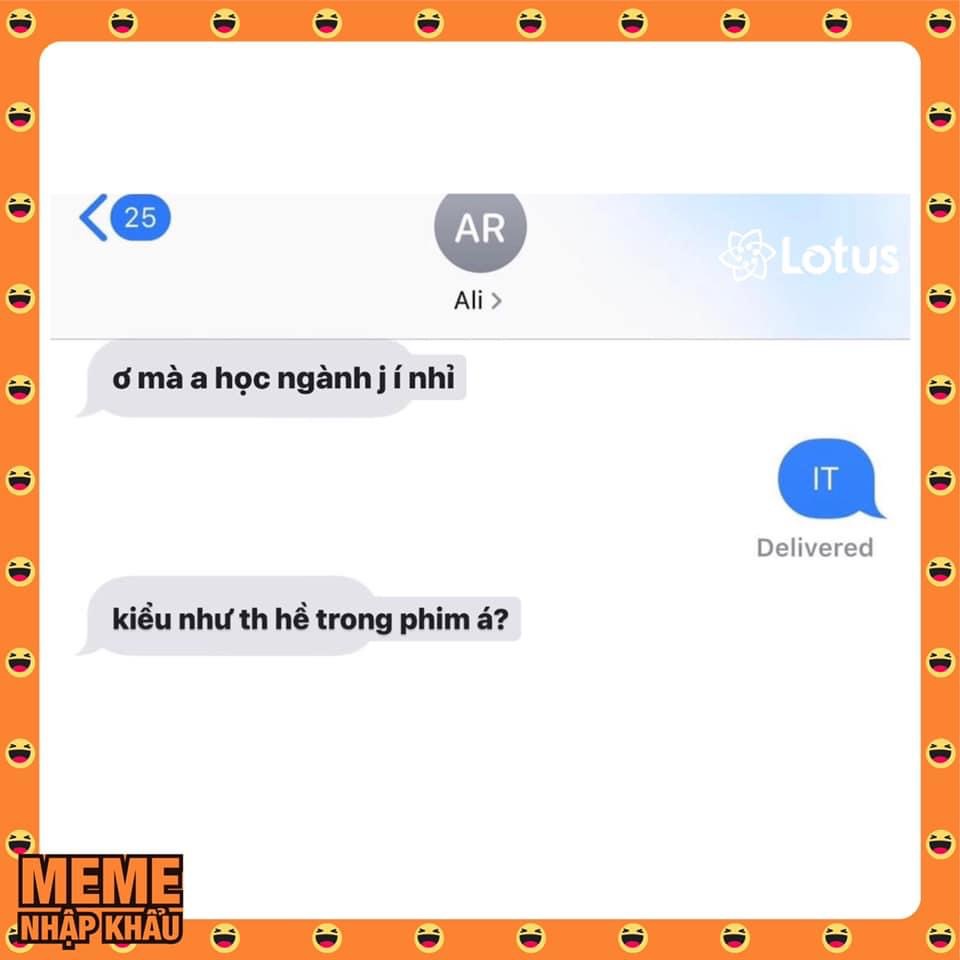 25
AR
Lotus
Ali >
ơ mà a học ngành j í nhỉ
IT
Delivered
kiểu như th hề trong phim á?
MEME
NHẬP KHẨU